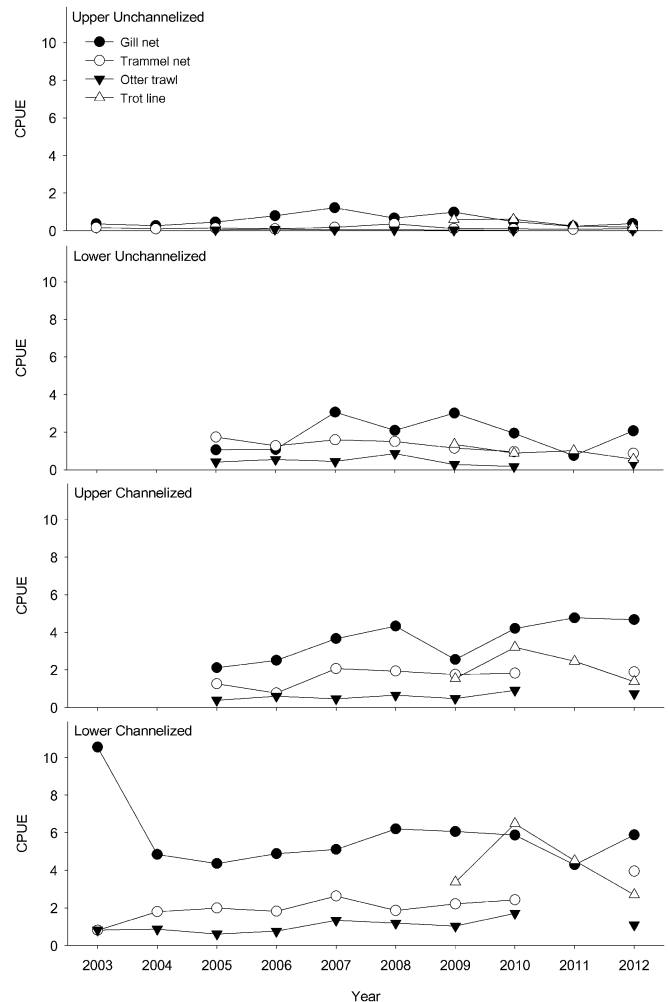 Upper Unchannelized
Gill net
Trammel net
Otter trawl
Trot line
CPUE
10
8
6
4
2
0
Lower Unchannelized
CPUE
10
8
6
4
2
0
Upper Channelized
CPUE
10
8
6
4
2
0
Lower Channelized
CPUE
10
8
6
4
2
0
2003 2004 2005 2006 2007 2008 2009 2010 2011 2012
Year